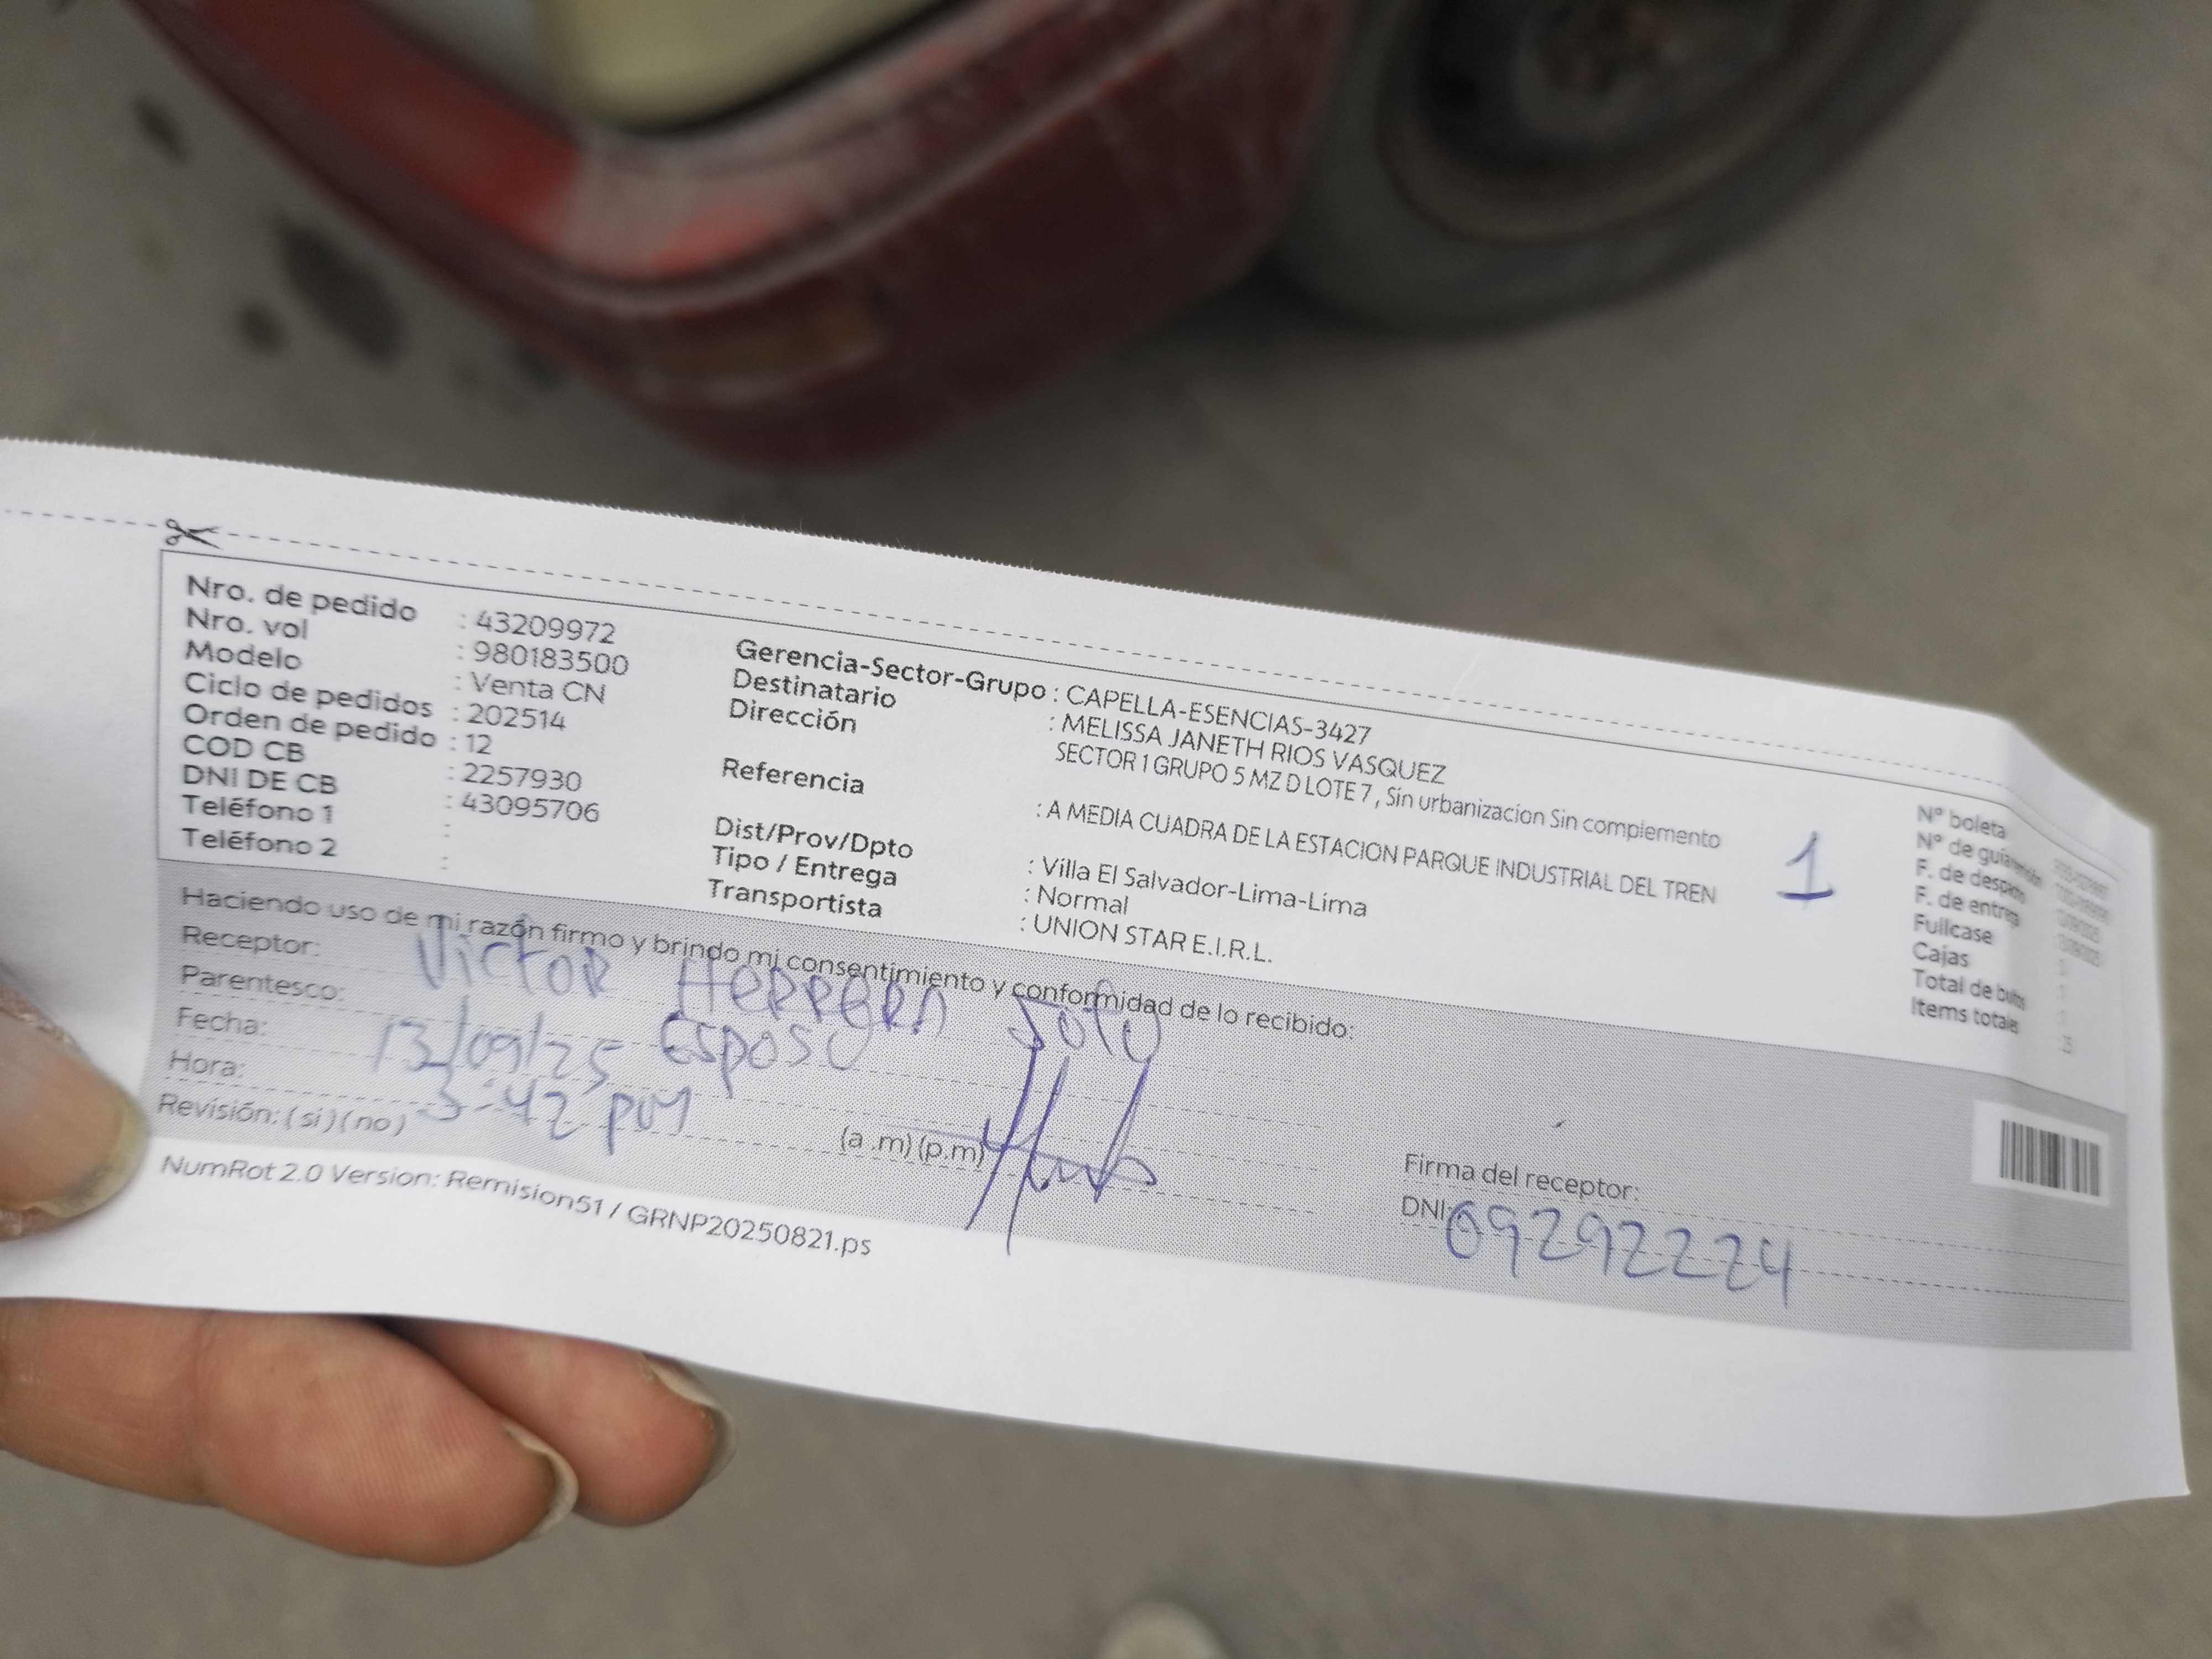 Nro. de pedido : 43209972
Nro. vol : 980183500
Modelo : Venta CN
Ciclo de pedidos : 202514
Orden de pedido : 12
COD CB : 2257930
DNI DE CB : 43095706
Teléfono 1 :
Teléfono 2 :
Gerencia-Sector-Grupo : CAPELLA-ESENCIAS-3427
Destinatario : MELISSA JANETH RIOS VASQUEZ
Dirección SECTOR 1 GRUPO 5 MZ D LOTE 7 , Sin urbanizacion Sin complemento
Referencia : A MEDIA CUADRA DE LA ESTACION PARQUE INDUSTRIAL DEL TREN
Dist/Prov/Dpto : Villa El Salvador-Lima-Lima
Tipo / Entrega : Normal
Transportista : UNION STAR E.I.R.L.
1
N° boleta
N° de guía
F. de despacho
F. de entrega
Fullcase
Cajas
Total de bultos
Items totales
Haciendo uso de mi razón firmo y brindo mi consentimiento y conformidad de lo recibido:
Receptor: Victor Herrera Soto
Parentesco: Esposo
Fecha: 13/09/25
Hora: 3:42 pm (a .m) (p.m)
Revisión: ( si ) ( no )
Firma del receptor:
DNI: 09292224
NumRot 2.0 Version: Remision51 / GRNP20250821.ps